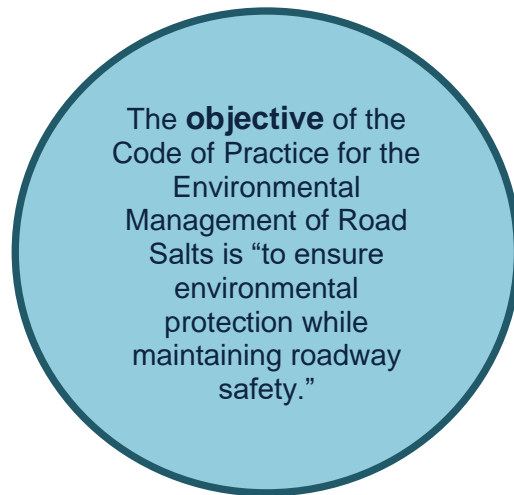 The objective of the
Code of Practice for the
Environmental
Management of Road
Salts is “to ensure
environmental
protection while
maintaining roadway
safety.”